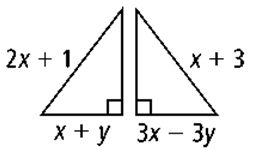 2x + 1
x + 3
x + y
3x − 3y